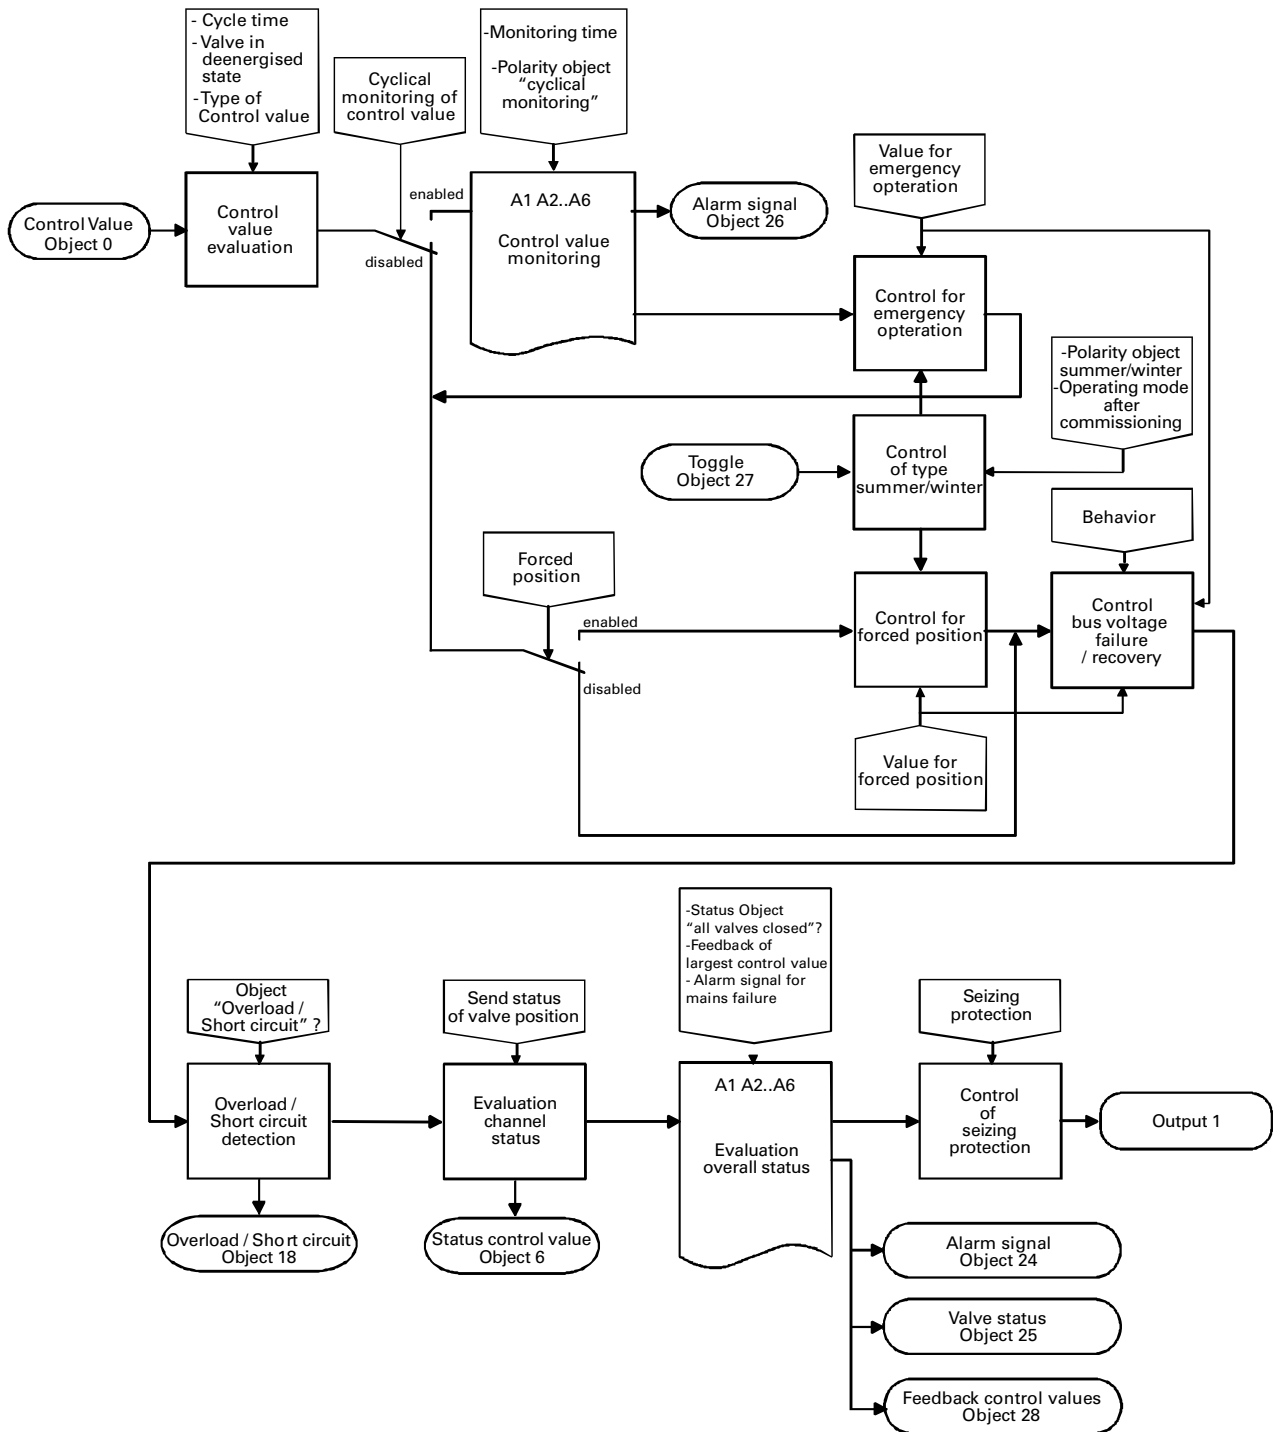 - Cycle time
- Valve in
deenergised
state
-Type of
Control value
Cyclical
monitoring of
control value
-Monitoring time
-Polarity object
“cyclical
monitoring”
Value for
emergency
opteration
Control Value
Object 0
Control
value
evaluation
enabled
disabled
A1 A2..A6
Control value
monitoring
Alarm signal
Object 26
Control for
emergency
opteration
-Polarity object
summer/winter
-Operating mode
after
commissioning
Toggle
Object 27
Control
of type
summer/winter
Behavior
Forced
position
enabled
disabled
Control for
forced position
Control
bus voltage
failure
/ recovery
Value for
forced position
Object
“Overload /
Short circuit” ?
Send status
of valve position
-Status Object
“all valves closed”?
-Feedback of
largest control value
- Alarm signal for
mains failure
Seizing
protection
Overload /
Short circuit
detection
Evaluation
channel
status
A1 A2..A6
Evaluation
overall status
Control
of
seizing
protection
Output 1
Overload / Short circuit
Object 18
Status control value
Object 6
Alarm signal
Object 24
Valve status
Object 25
Feedback control values
Object 28